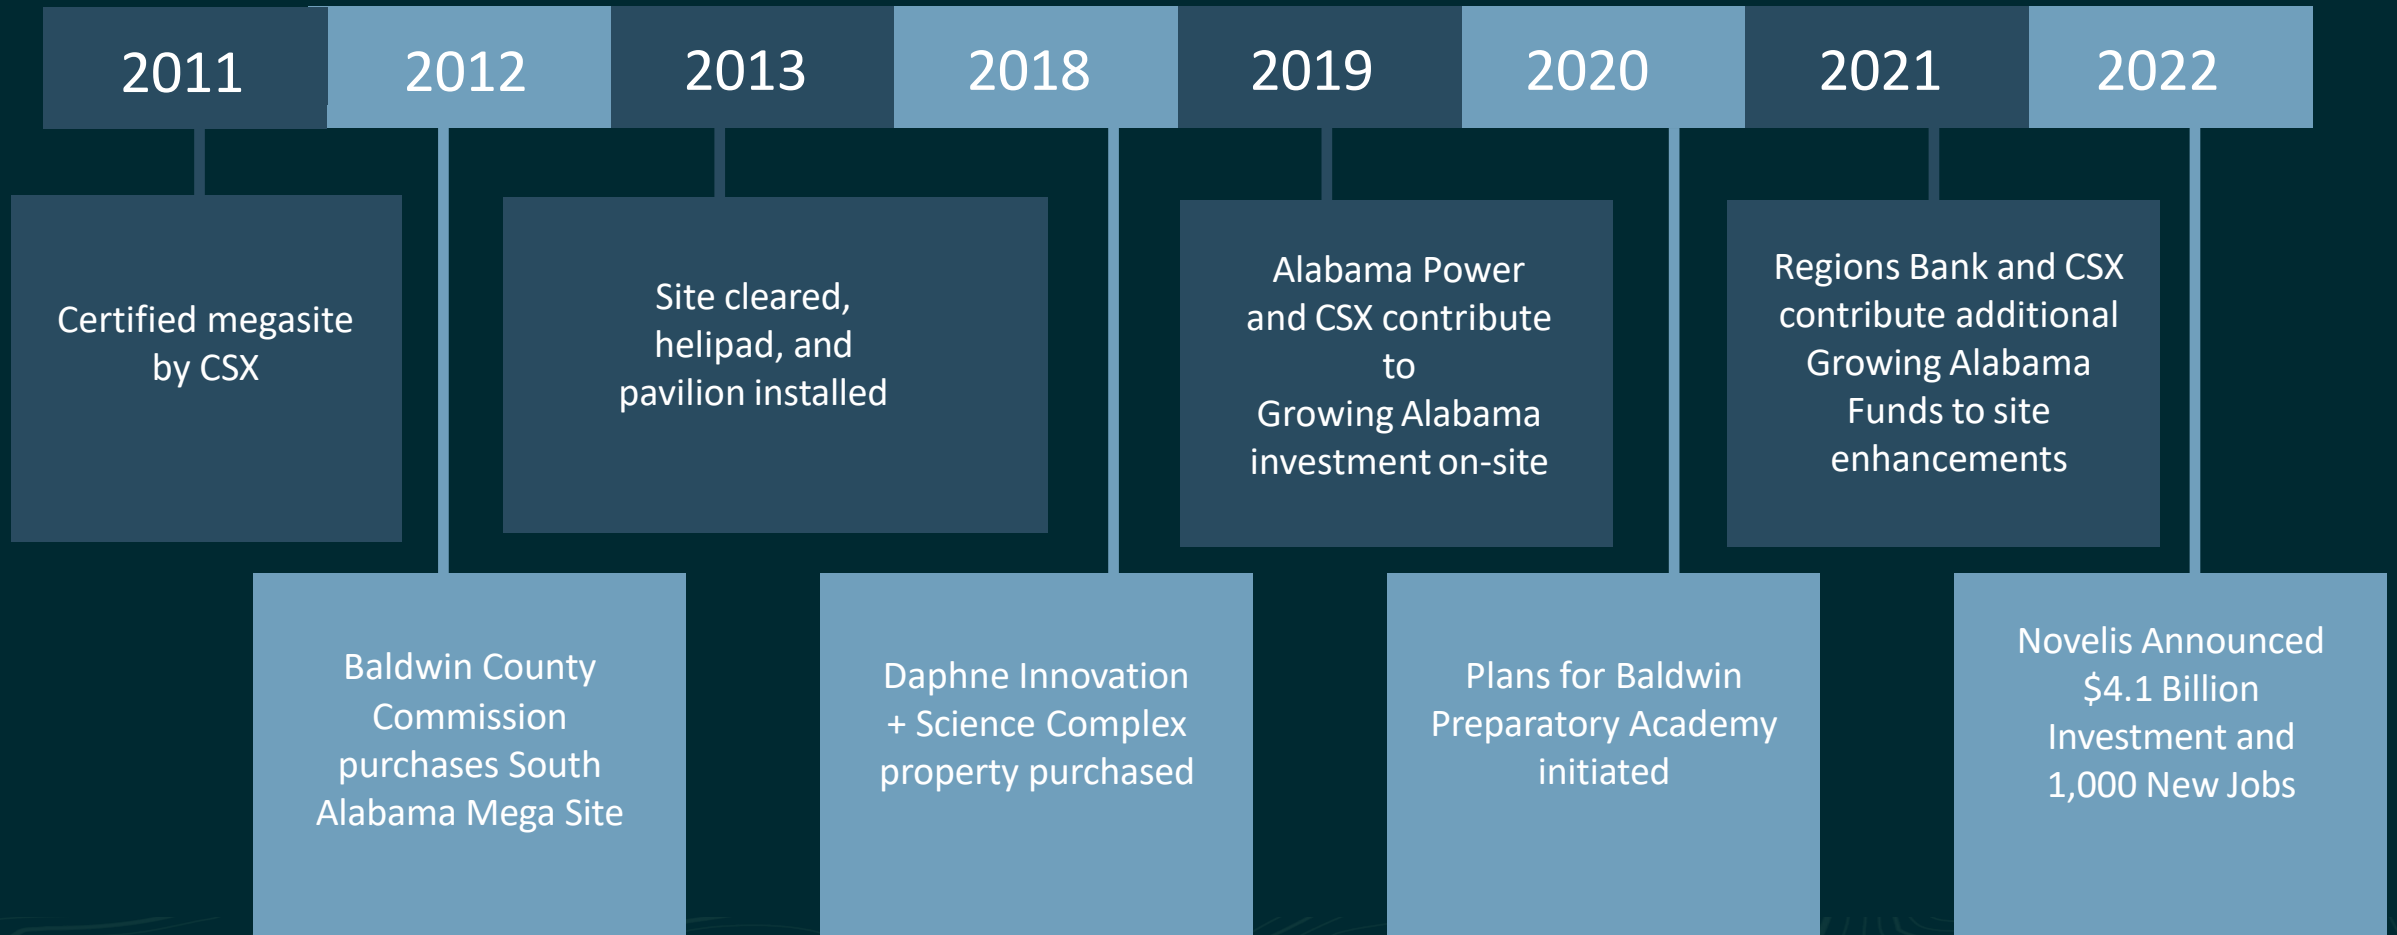 2011
2012
2013
2018
2019
2020
2021
2022
Certified megasite
by CSX
Site cleared,
helipad, and
pavilion installed
Alabama Power
and CSX contribute
to
Growing Alabama
investment on-site
Regions Bank and CSX
contribute additional
Growing Alabama
Funds to site
enhancements
Baldwin County
Commission
purchases South
Alabama Mega Site
Daphne Innovation
+ Science Complex
property purchased
Plans for Baldwin
Preparatory Academy
initiated
Novelis Announced
$4.1 Billion
Investment and
1,000 New Jobs